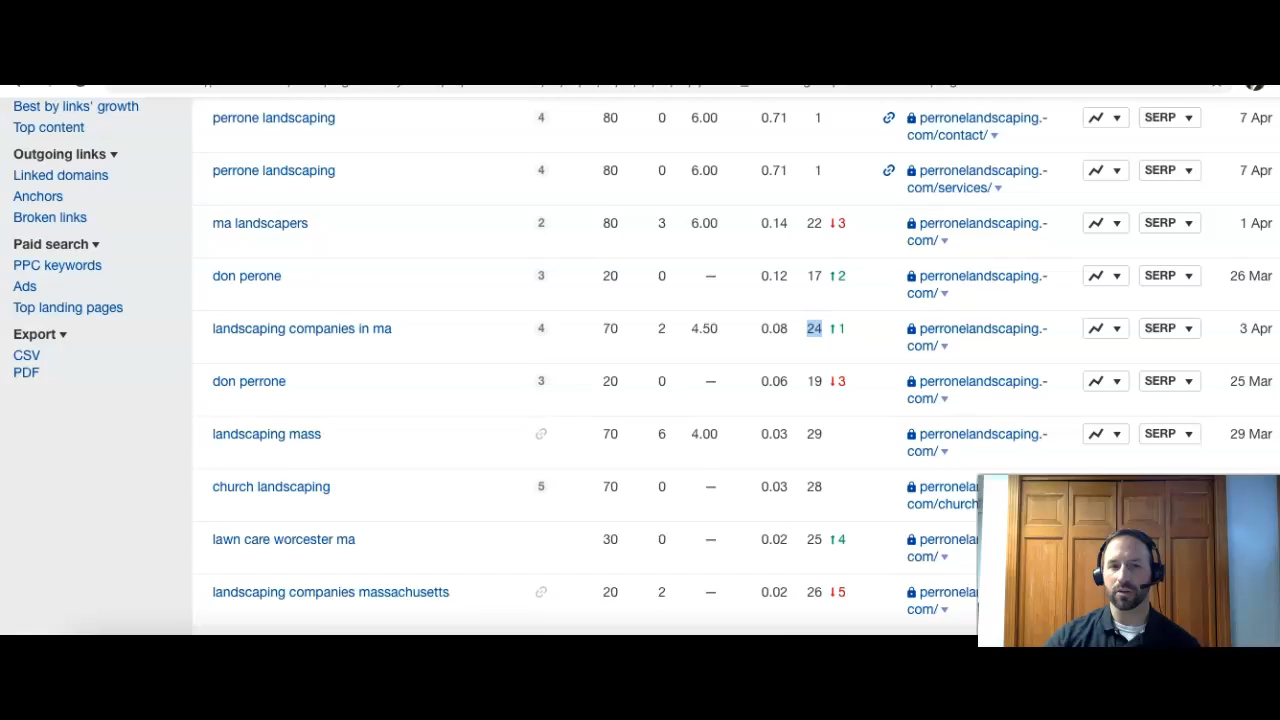 Best by links' growth
Top content
Outgoing links ▾
Linked domains
Anchors
Broken links
Paid search ▾
PPC keywords
Ads
Top landing pages
Export ▾
CSV
PDF
perrone landscaping 4 80 0 6.00 0.71 1 perronelandscaping.- SERP ▼ 7 Apr
com/contact/ ▾
perrone landscaping 4 80 0 6.00 0.71 1 perronelandscaping.- SERP ▼ 7 Apr
com/services/ ▾
ma landscapers 2 80 3 6.00 0.14 22 ↓3 perronelandscaping.- SERP ▼ 1 Apr
com/ ▾
don perone 3 20 0 — 0.12 17 ↑2 perronelandscaping.- SERP ▼ 26 Mar
com/ ▾
landscaping companies in ma 4 70 2 4.50 0.08 24 ↑1 perronelandscaping.- SERP ▼ 3 Apr
com/ ▾
don perrone 3 20 0 — 0.06 19 ↓3 perronelandscaping.- SERP ▼ 25 Mar
com/ ▾
landscaping mass 70 6 4.00 0.03 29 perronelandscaping.- SERP ▼ 29 Mar
com/ ▾
church landscaping 5 70 0 — 0.03 28 perronela
com/church
lawn care worcester ma 30 0 — 0.02 25 ↑4 perronela
com/ ▾
landscaping companies massachusetts 20 2 — 0.02 26 ↓5 perronela
com/ ▾